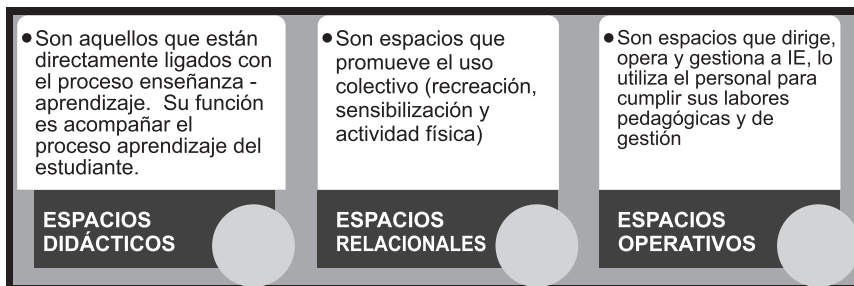 • Son aquellos que están
directamente ligados con
el proceso enseñanza -
aprendizaje. Su función
es acompañar el
proceso aprendizaje del
estudiante.
ESPACIOS
DIDÁCTICOS
• Son espacios que
promueve el uso
colectivo (recreación,
sensibilización y
actividad física)
ESPACIOS
RELACIONALES
• Son espacios que dirige,
opera y gestiona a IE, lo
utiliza el personal para
cumplir sus labores
pedagógicas y de
gestión
ESPACIOS
OPERATIVOS